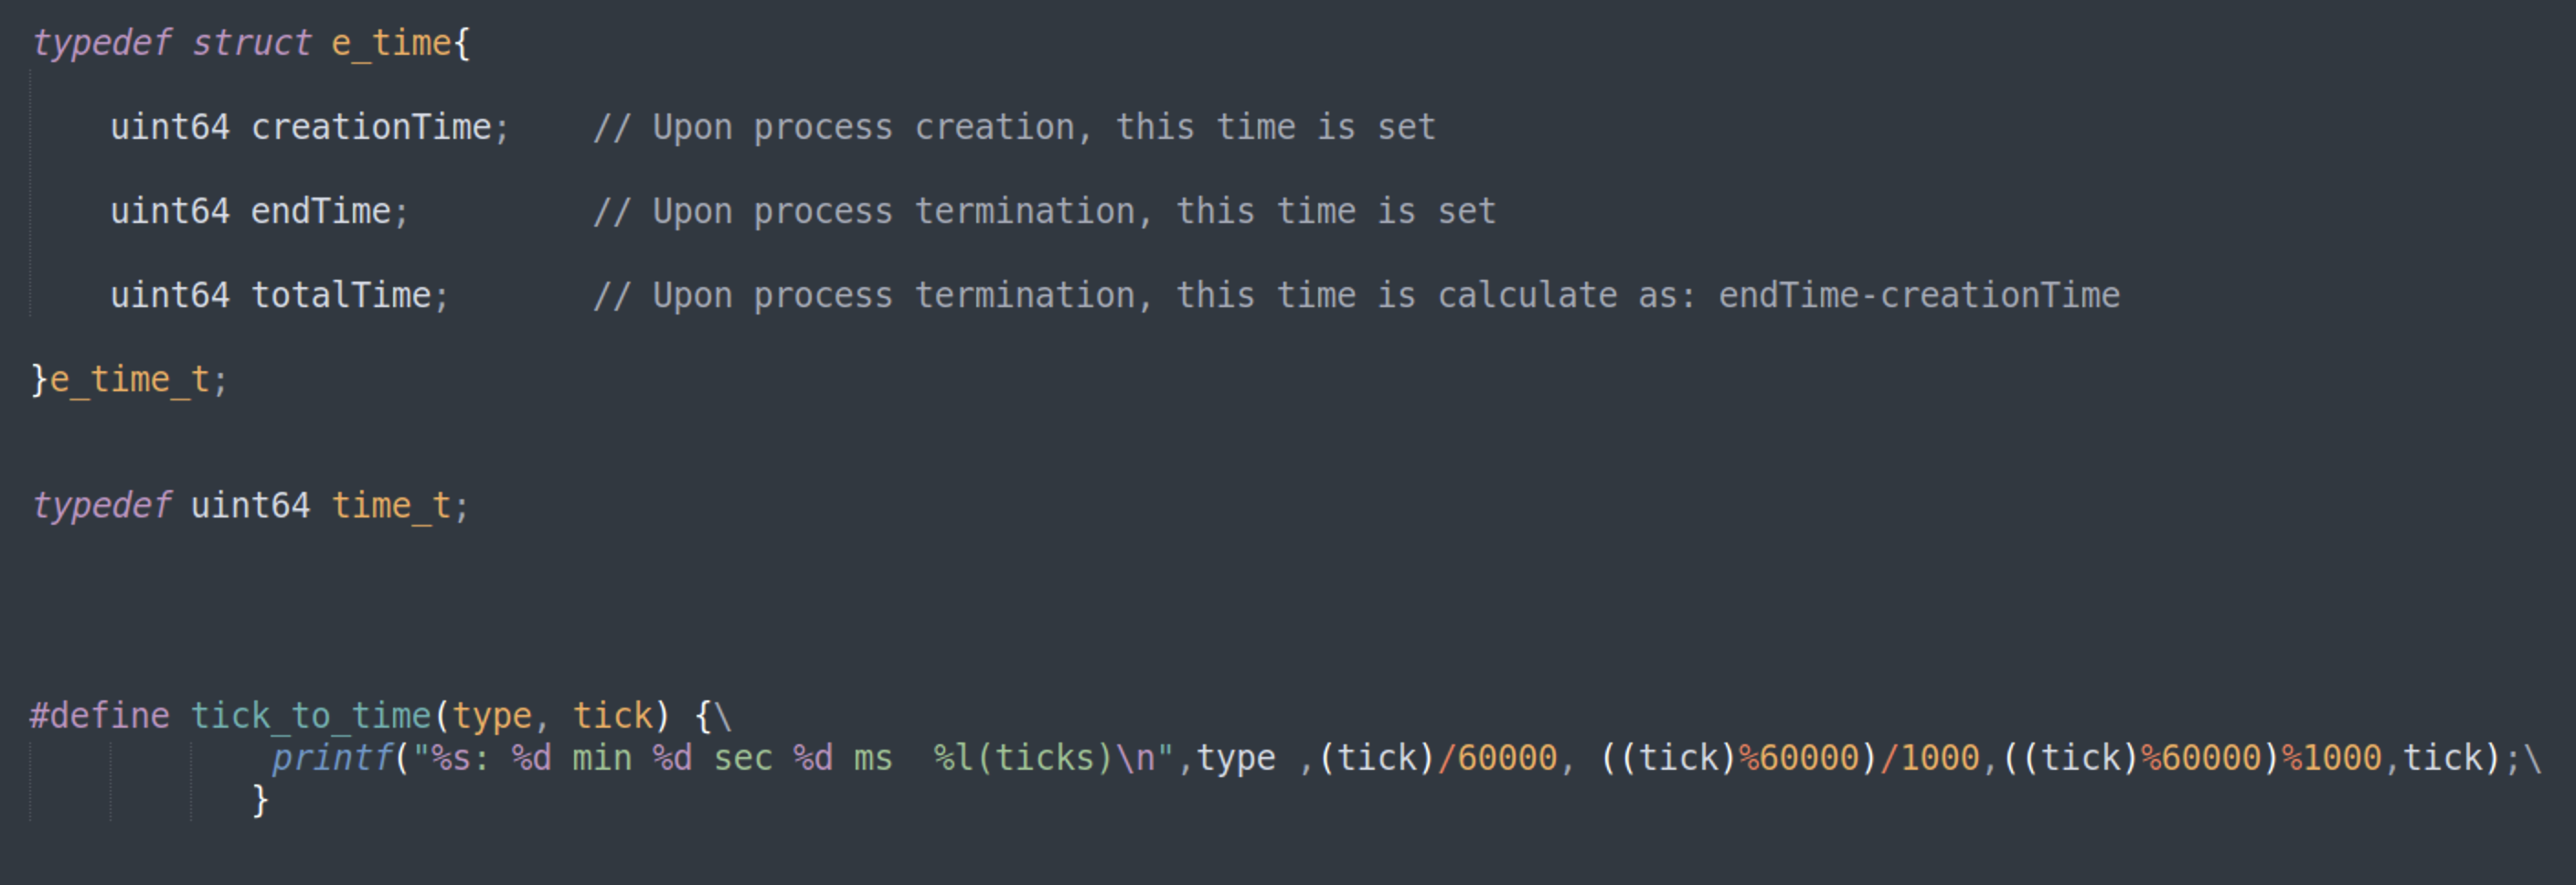 typedef struct e_time{
    uint64 creationTime;    // Upon process creation, this time is set
    uint64 endTime;         // Upon process termination, this time is set
    uint64 totalTime;       // Upon process termination, this time is calculate as: endTime-creationTime
}e_time_t;
typedef uint64 time_t;
#define tick_to_time(type, tick) {\
            printf("%s: %d min %d sec %d ms  %l(ticks)\n",type ,(tick)/60000, ((tick)%60000)/1000,((tick)%60000)%1000,tick);\
           }